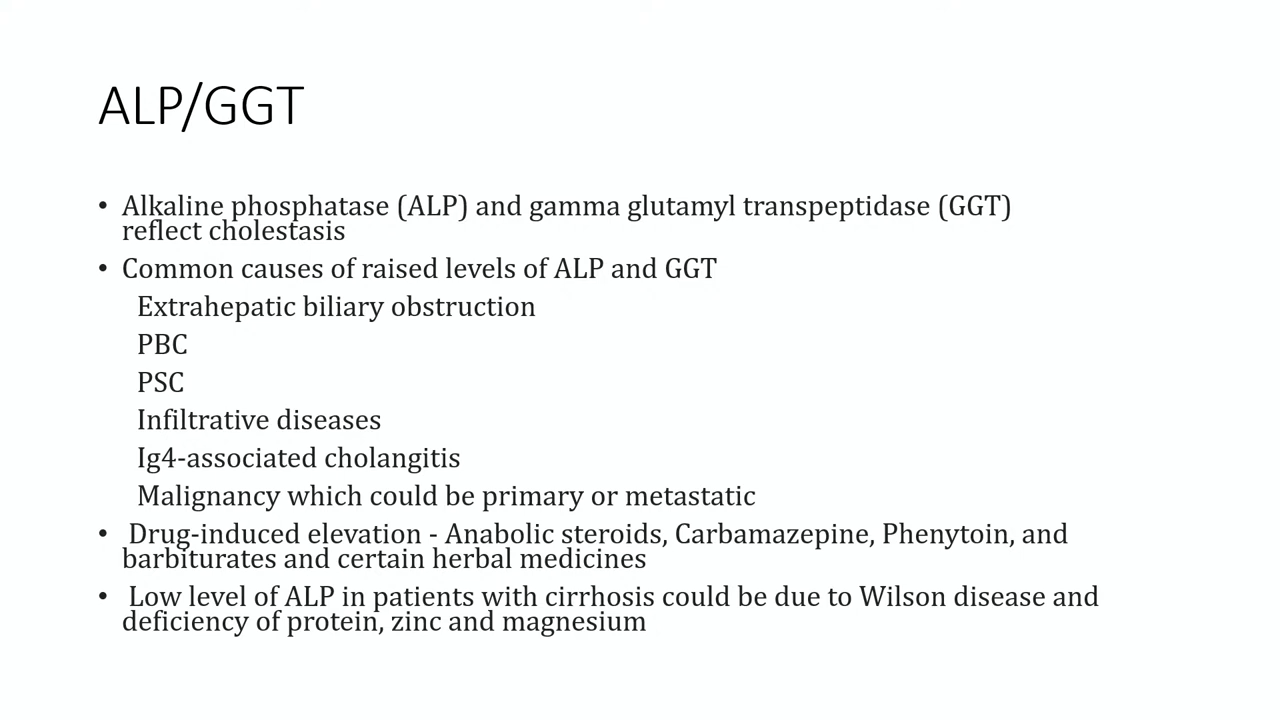 ALP/GGT
• Alkaline phosphatase (ALP) and gamma glutamyl transpeptidase (GGT)
reflect cholestasis
• Common causes of raised levels of ALP and GGT
Extrahepatic biliary obstruction
PBC
PSC
Infiltrative diseases
Ig4-associated cholangitis
Malignancy which could be primary or metastatic
• Drug-induced elevation - Anabolic steroids, Carbamazepine, Phenytoin, and
barbiturates and certain herbal medicines
• Low level of ALP in patients with cirrhosis could be due to Wilson disease and
deficiency of protein, zinc and magnesium